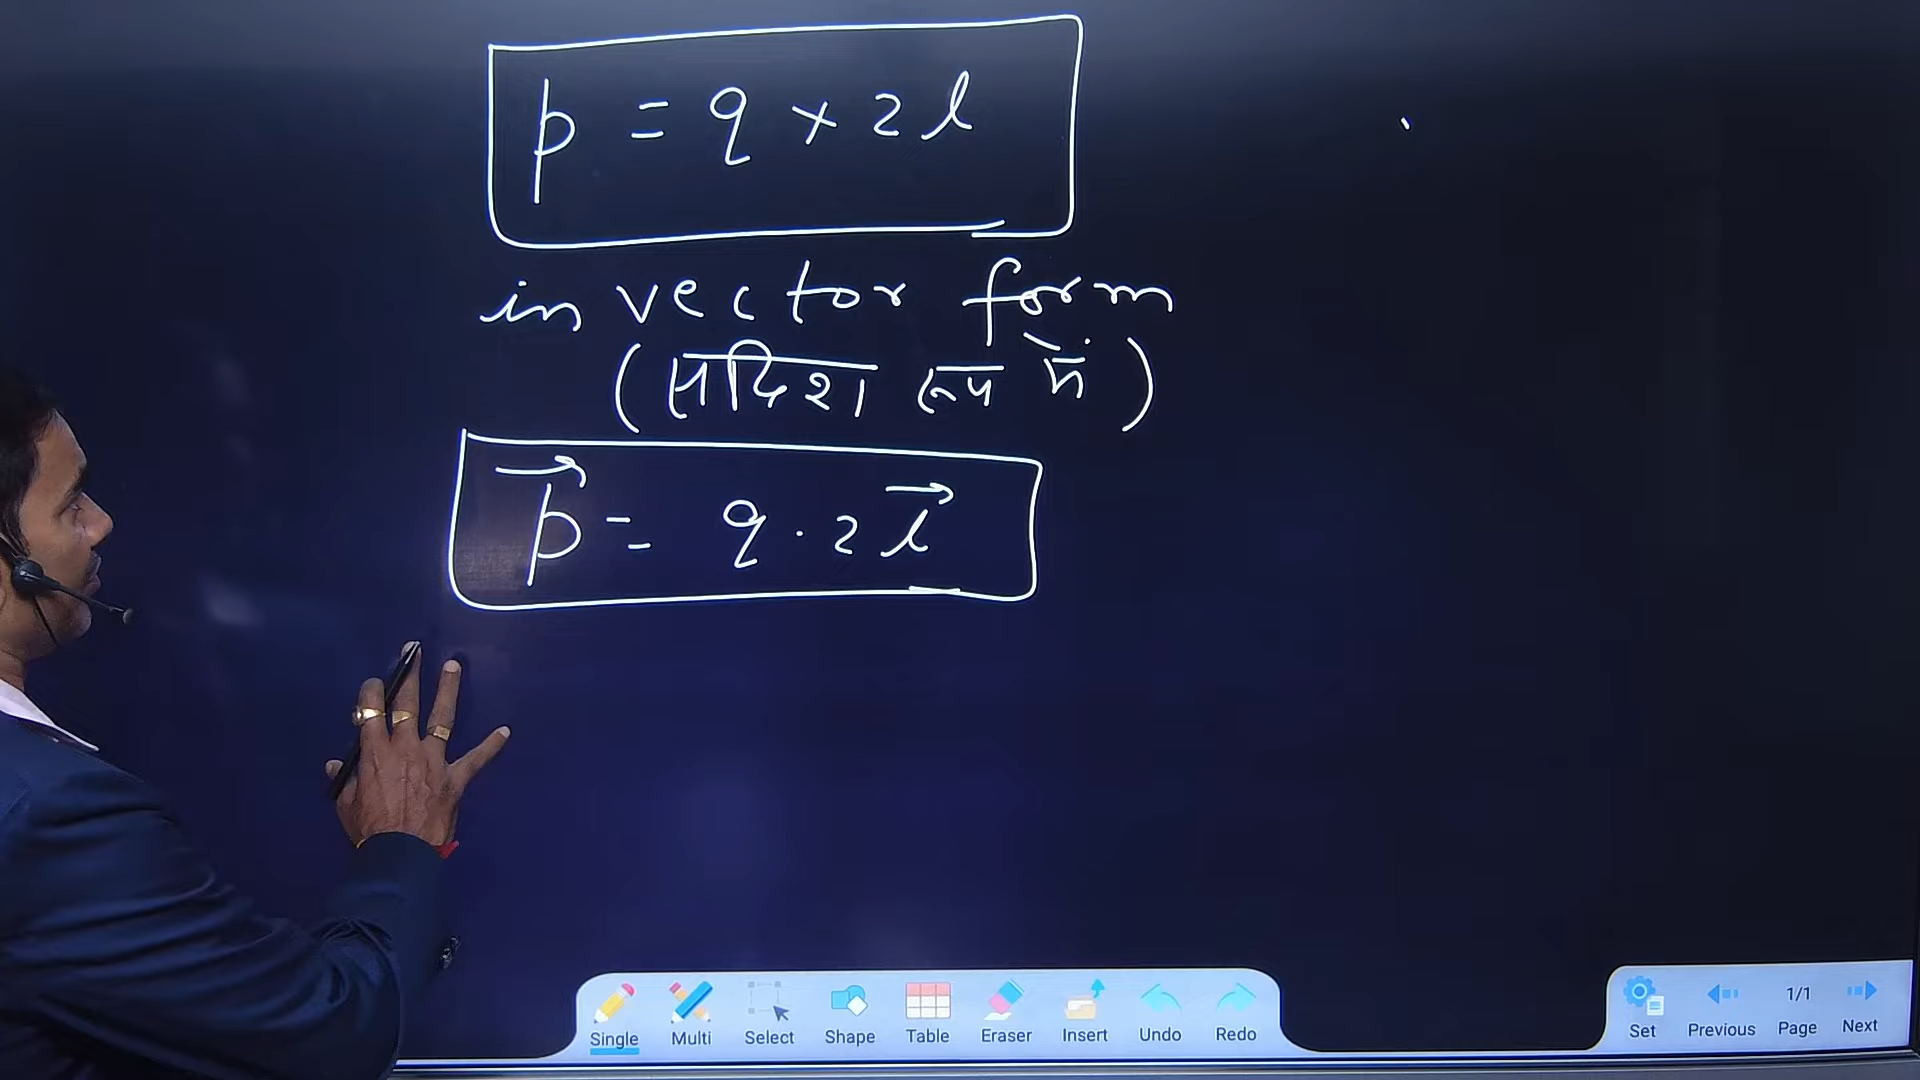 p = q × 2l
in vector form
(सदिश रूप में)
p⃗ = q · 2l⃗
Single Multi Select Shape Table Eraser Insert Undo Redo
Set Previous 1/1 Page Next